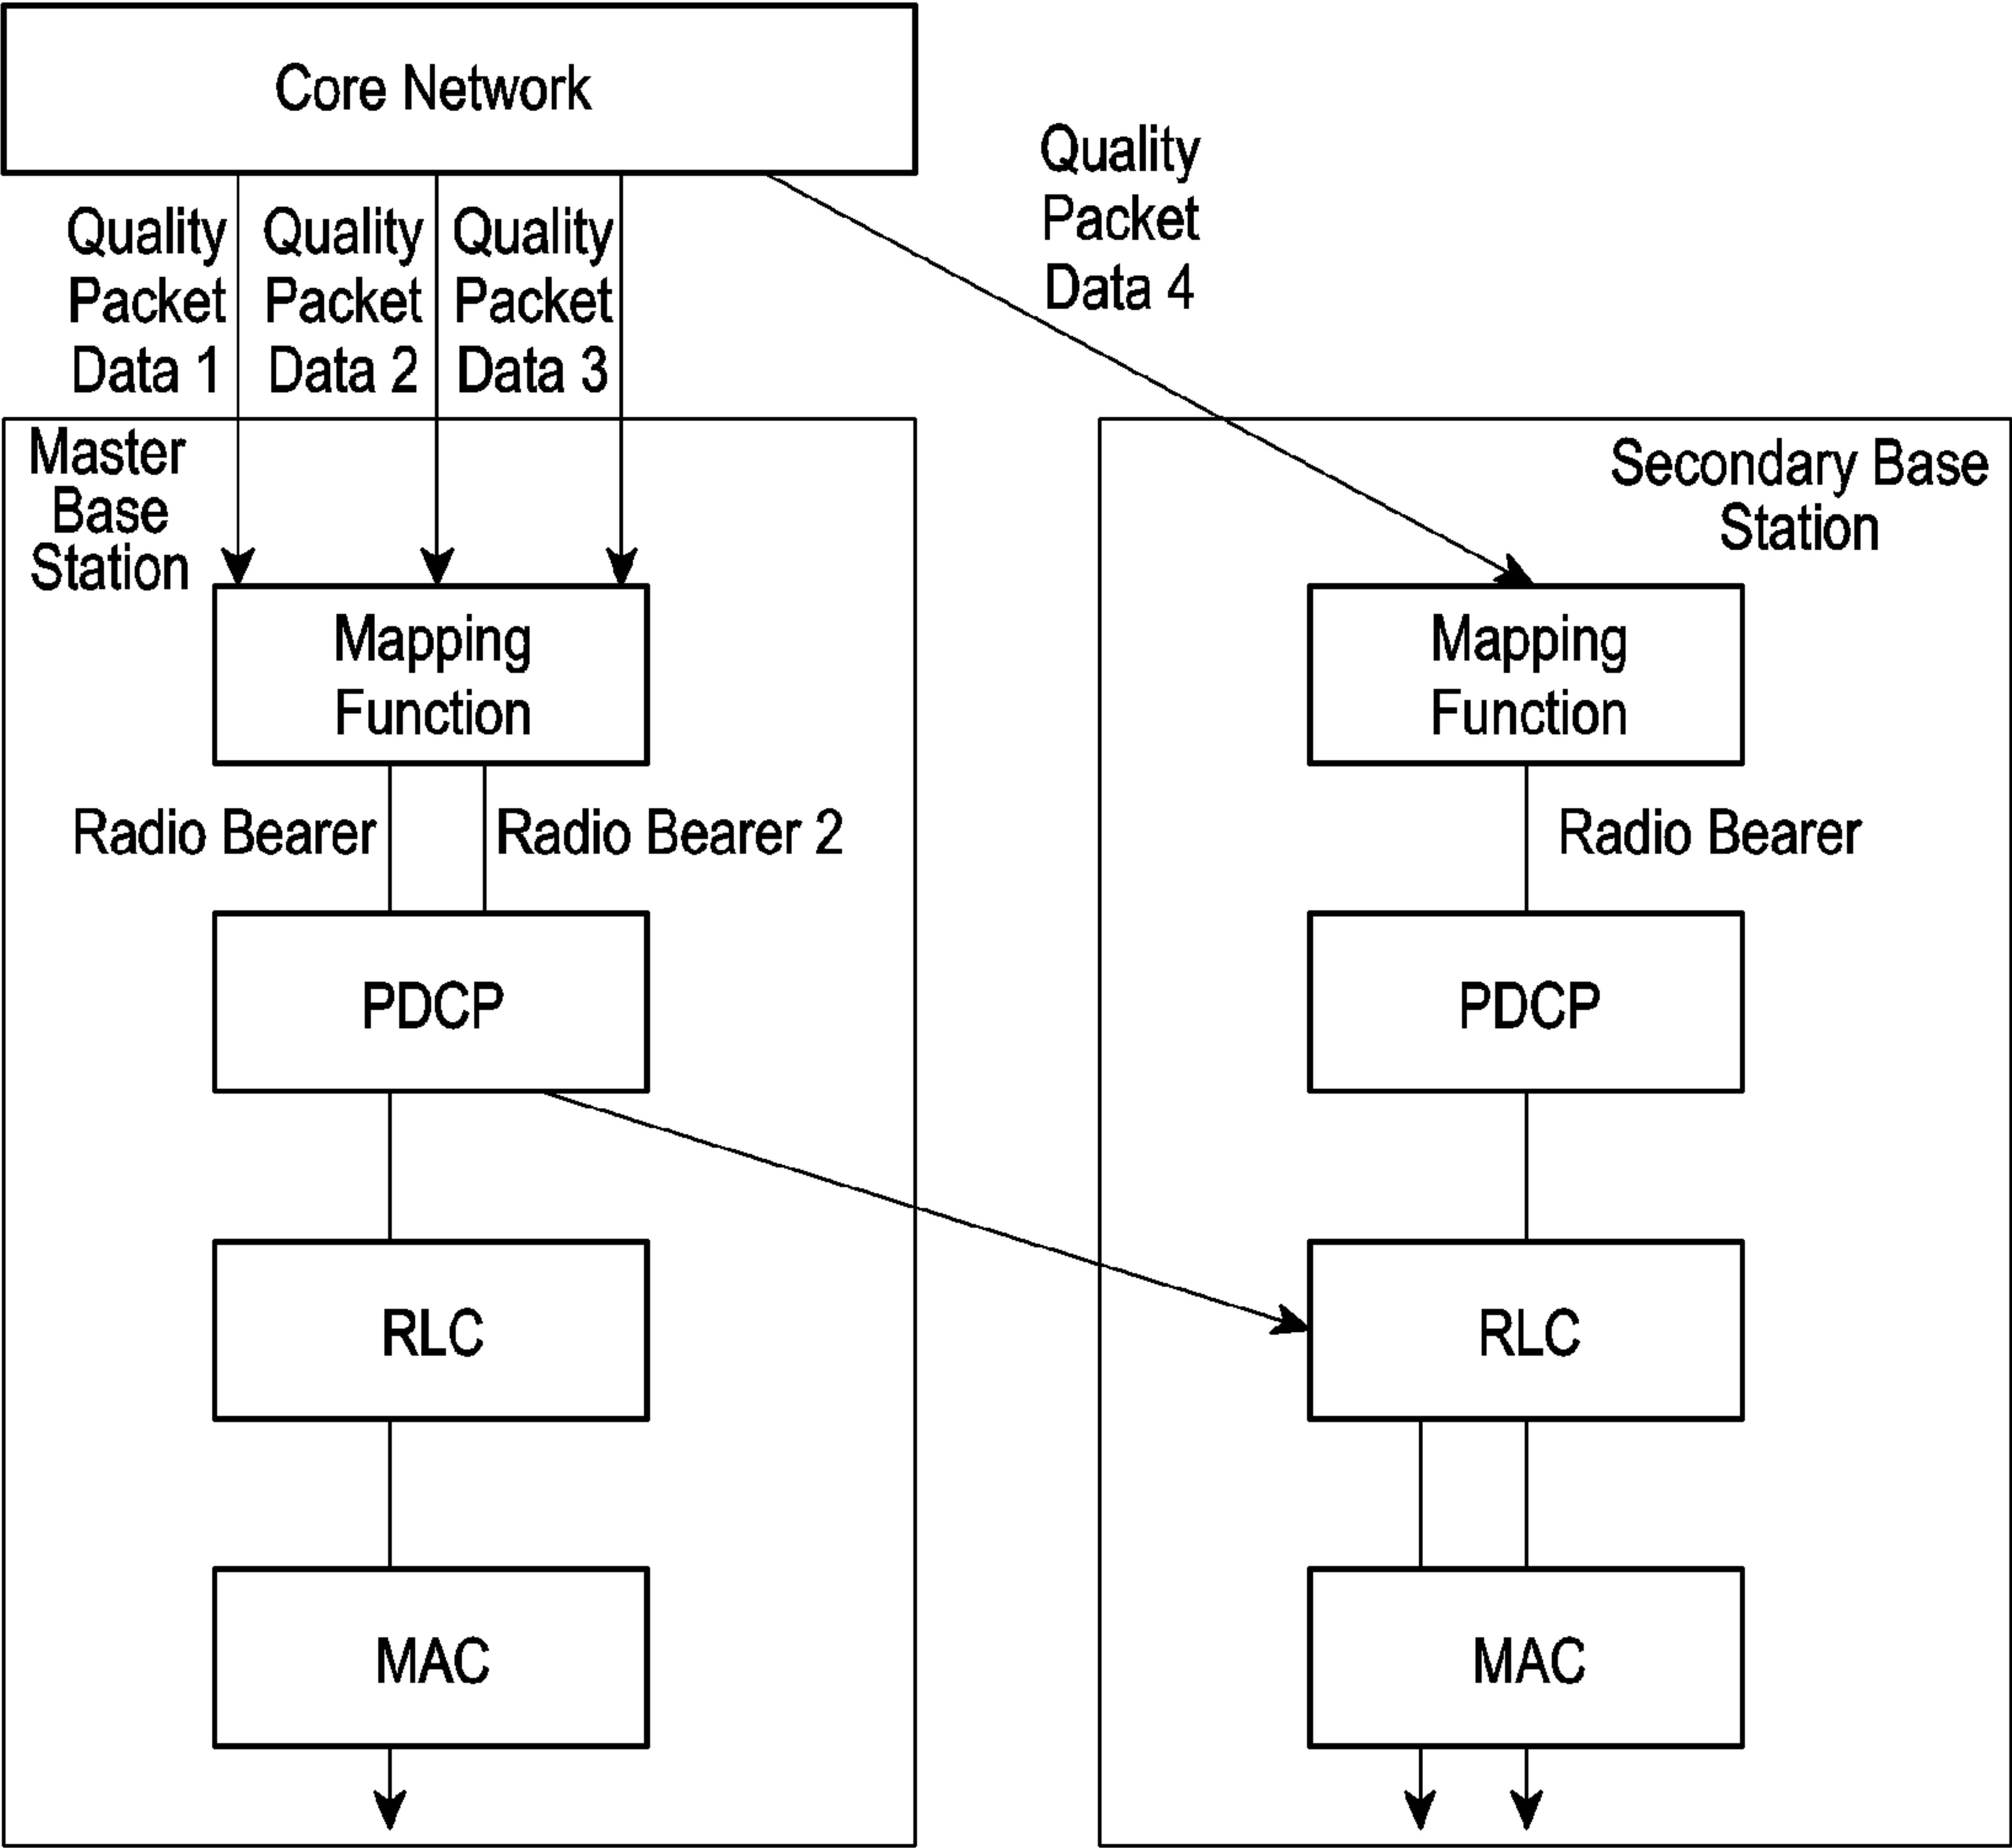 Core Network
Quality
Packet
Data 1
Quality
Packet
Data 2
Quality
Packet
Data 3
Quality
Packet
Data 4
Master
Base
Station
Mapping
Function
Radio Bearer
Radio Bearer 2
PDCP
RLC
MAC
Secondary Base
Station
Mapping
Function
Radio Bearer
PDCP
RLC
MAC